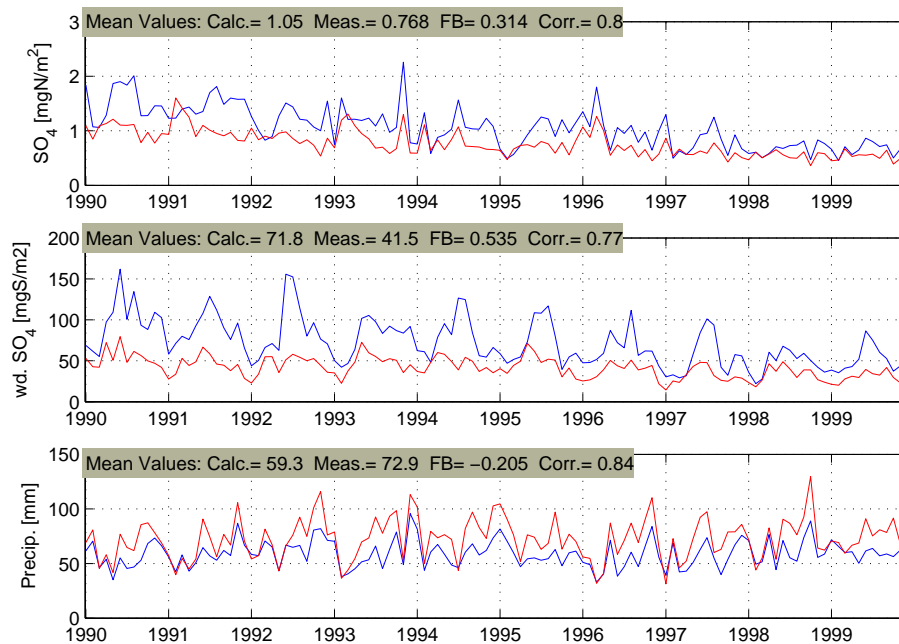 Mean Values: Calc.= 1.05 Meas.= 0.768 FB= 0.314 Corr.= 0.8
SO4 [mgN/m2]
3
2
1
0
1990 1991 1992 1993 1994 1995 1996 1997 1998 1999
Mean Values: Calc.= 71.8 Meas.= 41.5 FB= 0.535 Corr.= 0.77
wd. SO4 [mgS/m2]
200
150
100
50
0
1990 1991 1992 1993 1994 1995 1996 1997 1998 1999
Mean Values: Calc.= 59.3 Meas.= 72.9 FB= −0.205 Corr.= 0.84
Precip. [mm]
150
100
50
0
1990 1991 1992 1993 1994 1995 1996 1997 1998 1999